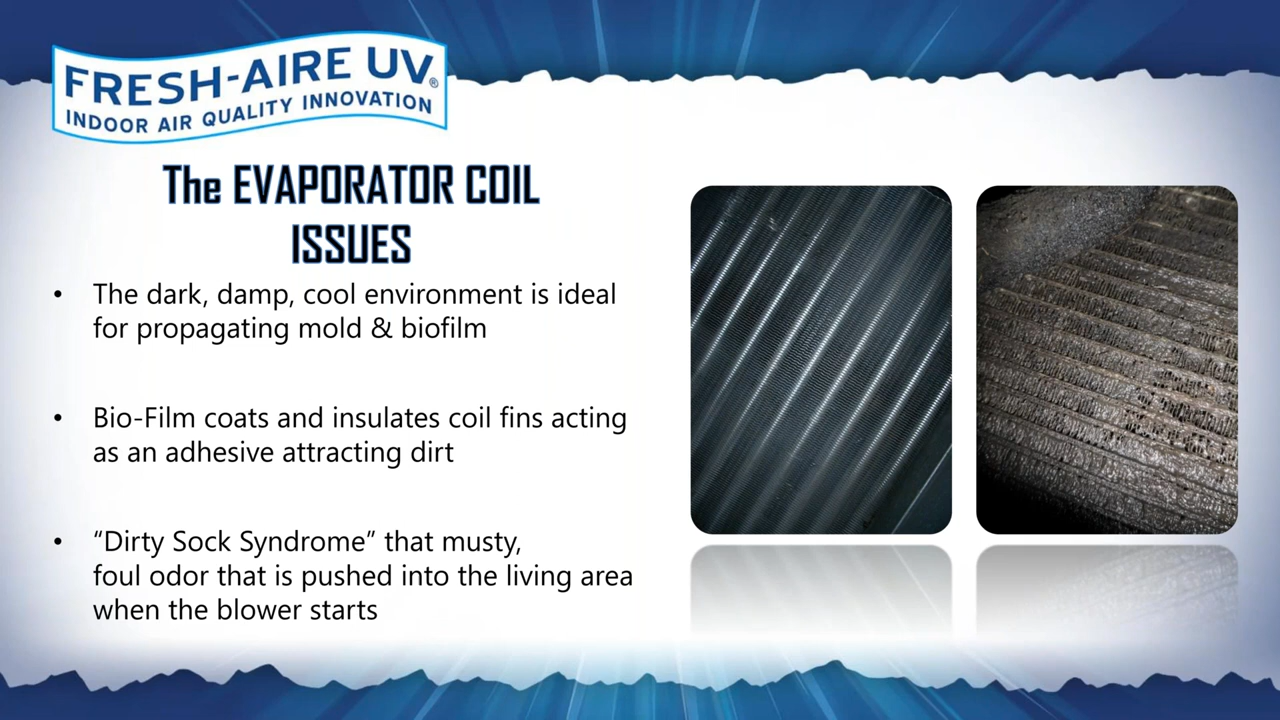 FRESH-AIRE UV®
INDOOR AIR QUALITY INNOVATION
The EVAPORATOR COIL
ISSUES
• The dark, damp, cool environment is ideal
for propagating mold & biofilm
• Bio-Film coats and insulates coil fins acting
as an adhesive attracting dirt
• “Dirty Sock Syndrome” that musty,
foul odor that is pushed into the living area
when the blower starts